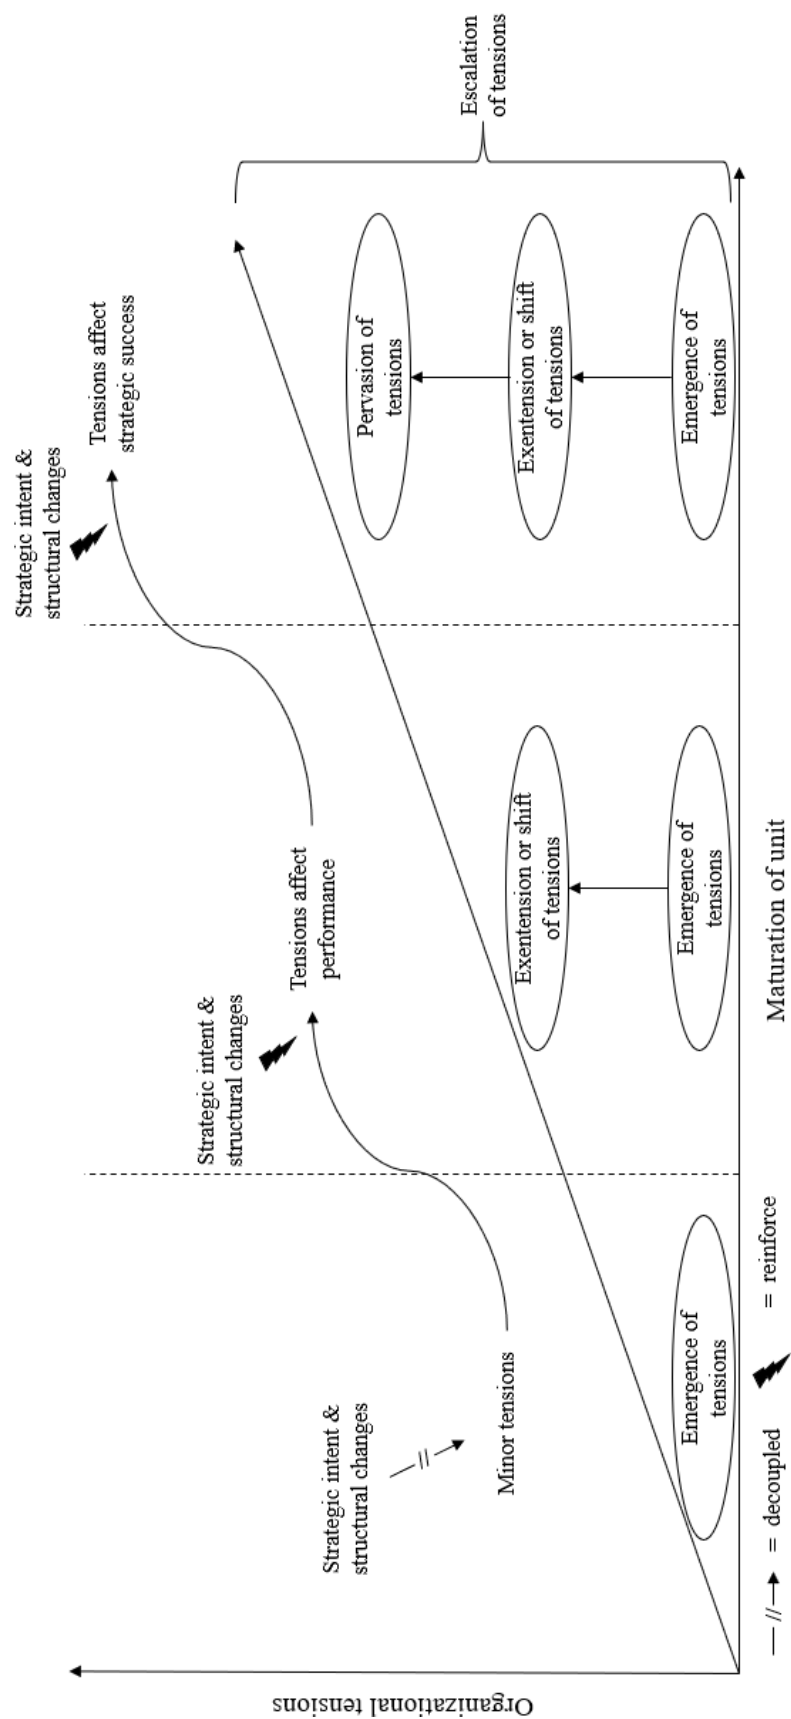 Strategic intent &
structural changes
Tensions affect
strategic success
Strategic intent &
structural changes
Tensions affect
performance
Strategic intent &
structural changes
Minor tensions
Organizational tensions
Escalation
of tensions
Pervasion of
tensions
Exentension or shift
of tensions
Exentension or shift
of tensions
Emergence of
tensions
Emergence of
tensions
Emergence of
tensions
Maturation of unit
— // → = decoupled
= reinforce